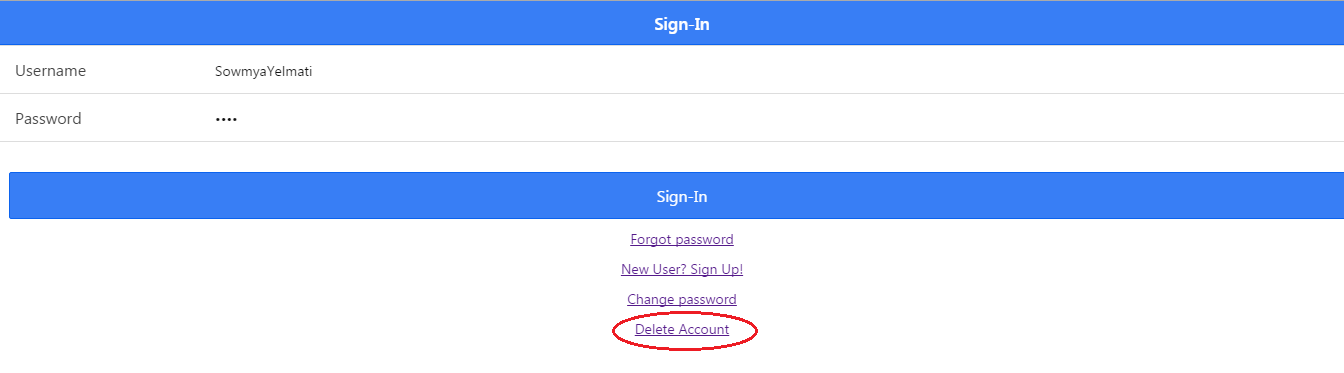 Sign-In
Username SowmyaYelmati
Password ••••
Sign-In
Forgot password
New User? Sign Up!
Change password
Delete Account